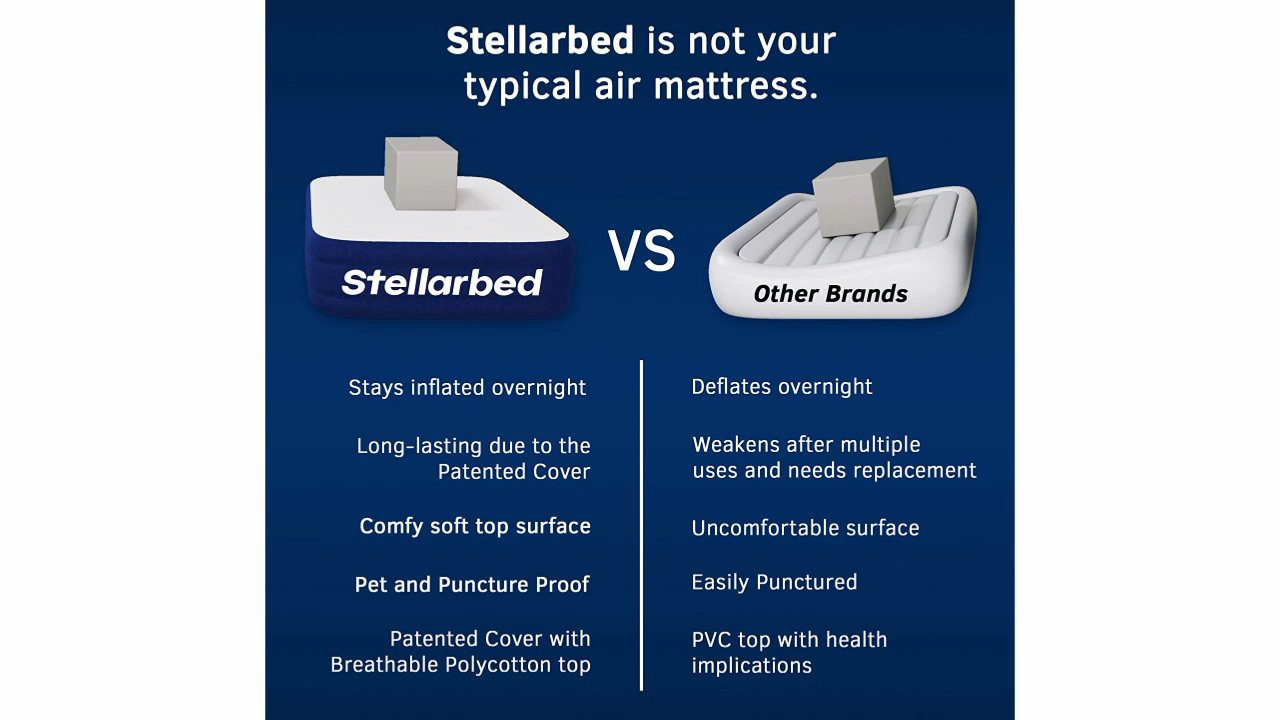 Stellarbed is not your
typical air mattress.
Stellarbed
VS
Other Brands
Stays inflated overnight
Deflates overnight
Long-lasting due to the
Patented Cover
Weakens after multiple
uses and needs replacement
Comfy soft top surface
Uncomfortable surface
Pet and Puncture Proof
Easily Punctured
Patented Cover with
Breathable Polycotton top
PVC top with health
implications